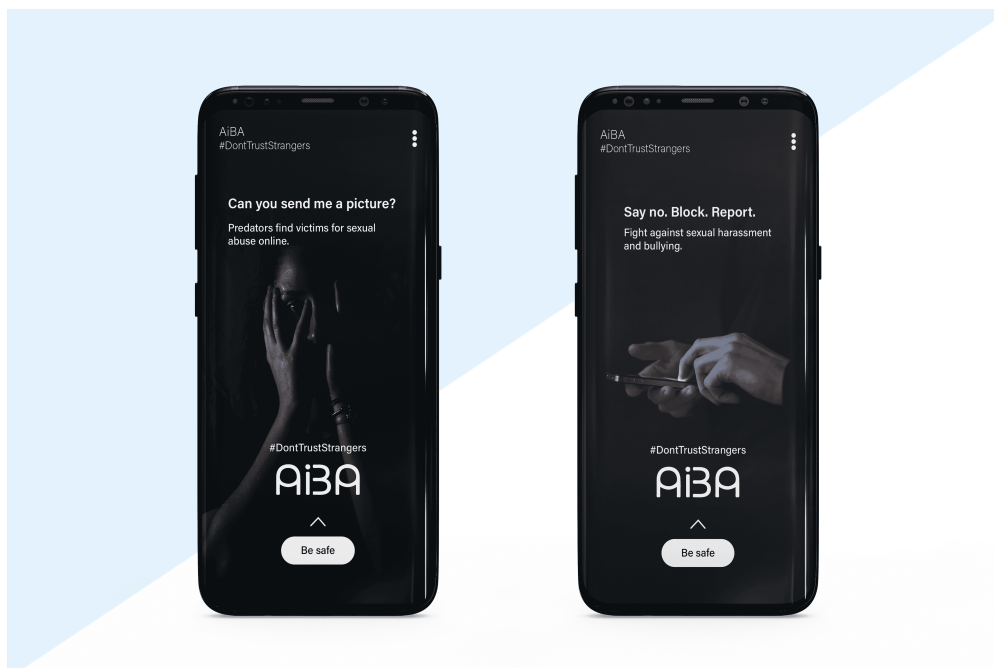 AiBA
#DontTrustStrangers
Can you send me a picture?
Predators find victims for sexual
abuse online.
#DontTrustStrangers
AiBA
Be safe
AiBA
#DontTrustStrangers
Say no. Block. Report.
Fight against sexual harassment
and bullying.
#DontTrustStrangers
AiBA
Be safe